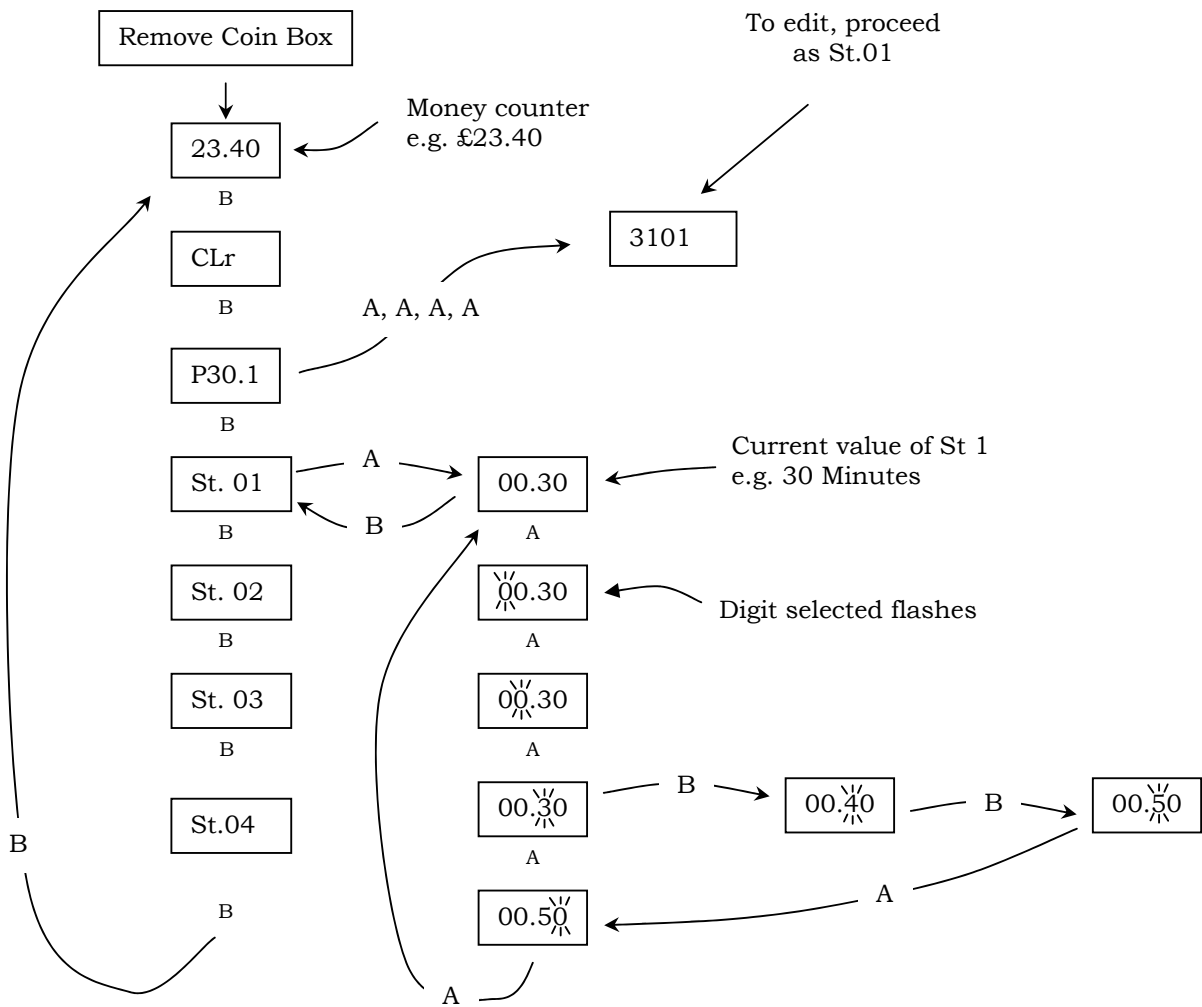 Remove Coin Box
To edit, proceed
as St.01
Money counter
e.g. £23.40
23.40
B
CLr
B
3101
A, A, A, A
P30.1
B
Current value of St 1
e.g. 30 Minutes
St. 01
A
B
00.30
B
A
St. 02
00.30
Digit selected flashes
B
A
St. 03
00.30
B
A
St.04
00.30
B
00.40
B
00.50
A
B
B
00.50
A
A